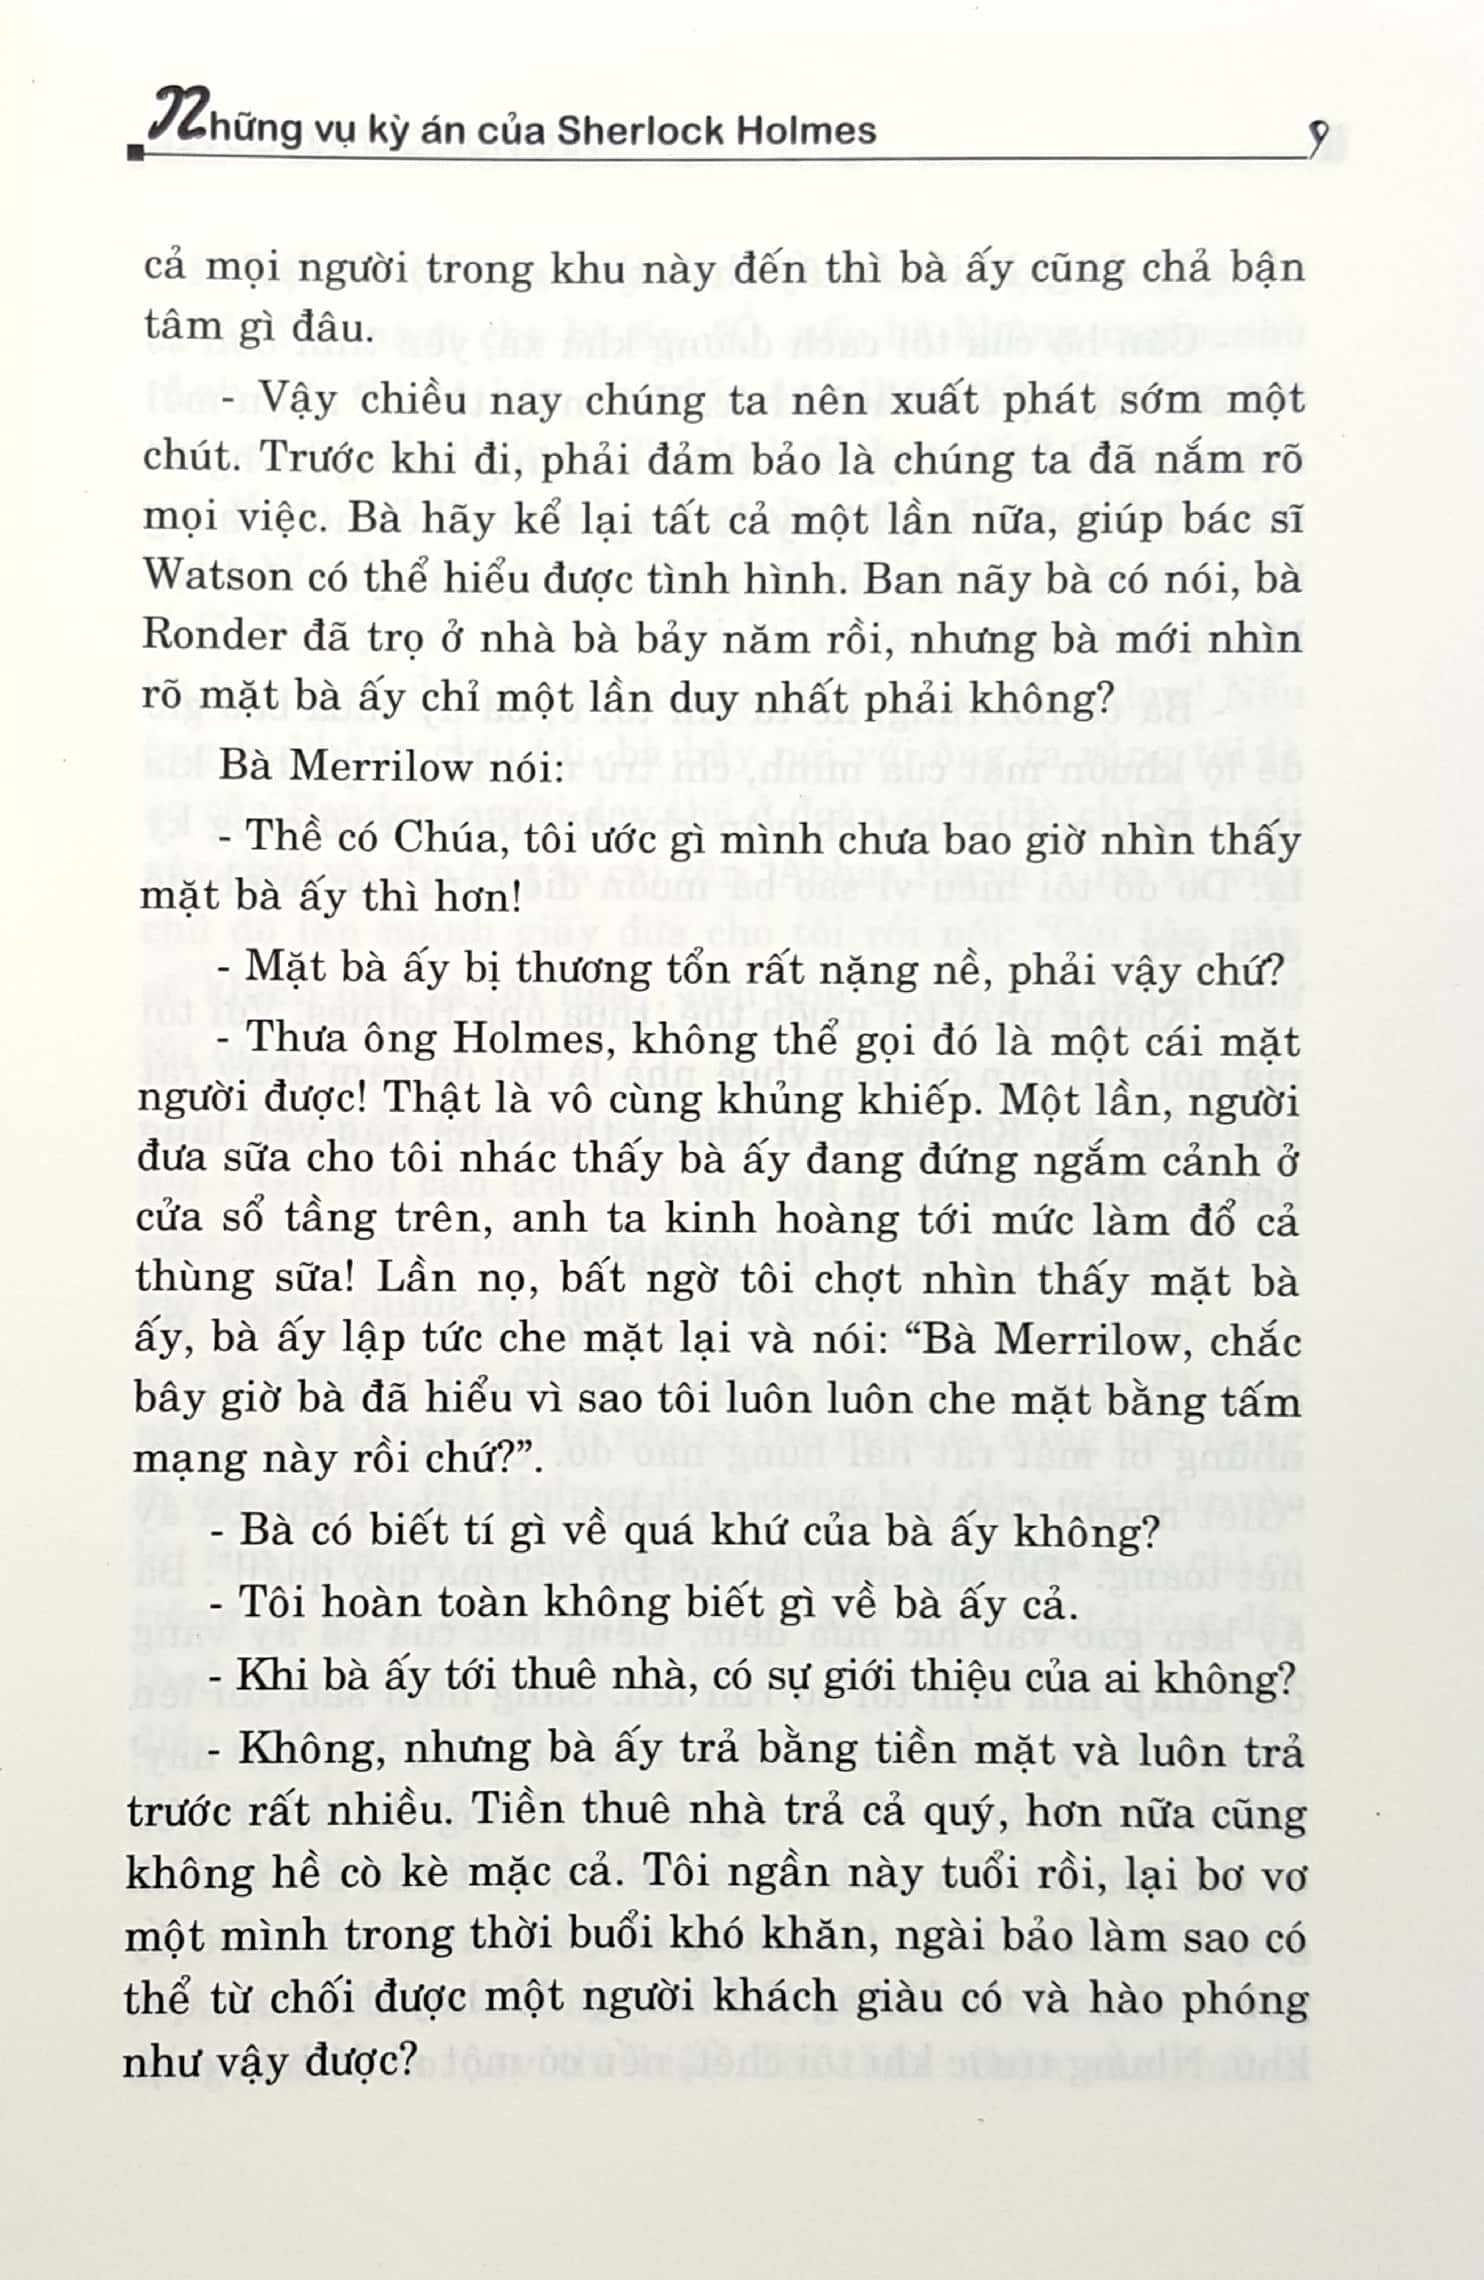 Những vụ kỳ án của Sherlock Holmes 9
cả mọi người trong khu này đến thì bà ấy cũng chả bận
tâm gì đâu.
- Vậy chiều nay chúng ta nên xuất phát sớm một
chút. Trước khi đi, phải đảm bảo là chúng ta đã nắm rõ
mọi việc. Bà hãy kể lại tất cả một lần nữa, giúp bác sĩ
Watson có thể hiểu được tình hình. Ban nãy bà có nói, bà
Ronder đã trọ ở nhà bà bảy năm rồi, nhưng bà mới nhìn
rõ mặt bà ấy chỉ một lần duy nhất phải không?
Bà Merrilow nói:
- Thề có Chúa, tôi ước gì mình chưa bao giờ nhìn thấy
mặt bà ấy thì hơn!
- Mặt bà ấy bị thương tổn rất nặng nề, phải vậy chứ?
- Thưa ông Holmes, không thể gọi đó là một cái mặt
người được! Thật là vô cùng khủng khiếp. Một lần, người
đưa sữa cho tôi nhác thấy bà ấy đang đứng ngắm cảnh ở
cửa sổ tầng trên, anh ta kinh hoàng tới mức làm đổ cả
thùng sữa! Lần nọ, bất ngờ tôi chợt nhìn thấy mặt bà
ấy, bà ấy lập tức che mặt lại và nói: “Bà Merrilow, chắc
bây giờ bà đã hiểu vì sao tôi luôn luôn che mặt bằng tấm
mạng này rồi chứ?”.
- Bà có biết tí gì về quá khứ của bà ấy không?
- Tôi hoàn toàn không biết gì về bà ấy cả.
- Khi bà ấy tới thuê nhà, có sự giới thiệu của ai không?
- Không, nhưng bà ấy trả bằng tiền mặt và luôn trả
trước rất nhiều. Tiền thuê nhà trả cả quý, hơn nữa cũng
không hề cò kè mặc cả. Tôi ngần này tuổi rồi, lại bơ vơ
một mình trong thời buổi khó khăn, ngài bảo làm sao có
thể từ chối được một người khách giàu có và hào phóng
như vậy được?